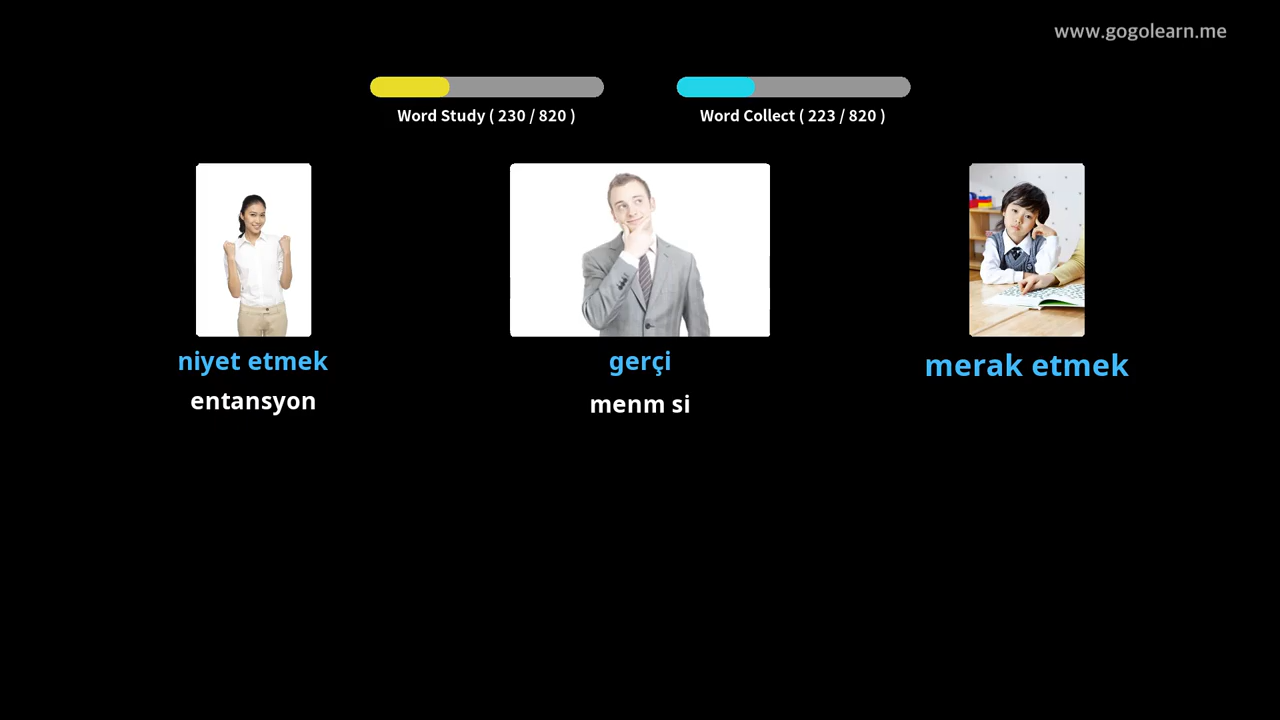 www.gogolearn.me
Word Study ( 230 / 820 )
Word Collect ( 223 / 820 )
niyet etmek
entansyon
gerçi
menm si
merak etmek